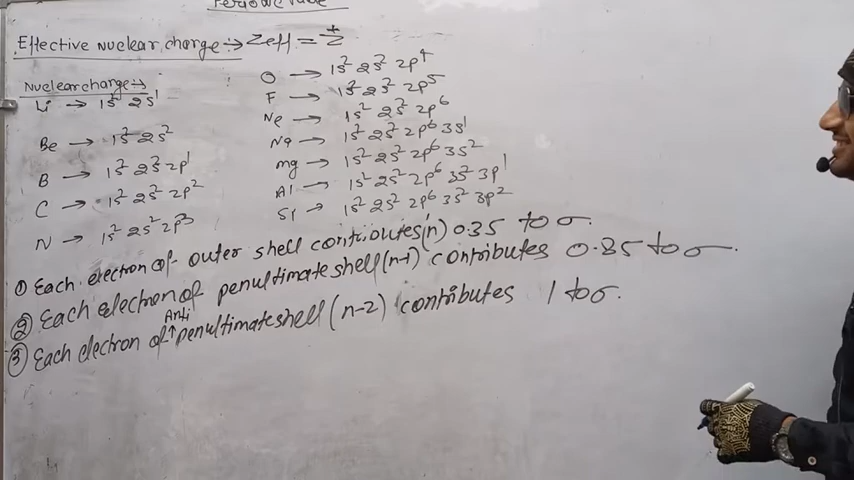 Periodic Table
Effective nuclear charge :→ Zeff = Z
Nuclear charge :→
Li → 1s² 2s¹
Be → 1s² 2s²
B → 1s² 2s² 2p¹
C → 1s² 2s² 2p²
N → 1s² 2s² 2p³
O → 1s² 2s² 2p⁴
F → 1s² 2s² 2p⁵
Ne → 1s² 2s² 2p⁶
Na → 1s² 2s² 2p⁶ 3s¹
mg → 1s² 2s² 2p⁶ 3s²
Al → 1s² 2s² 2p⁶ 3s² 3p¹
Si → 1s² 2s² 2p⁶ 3s² 3p²
① Each electron of outer shell contributes (n) 0.35 to σ.
② Each electron of penultimate shell (n-1) contributes 0.85 to σ.
③ Each electron of Anti penultimate shell (n-2) contributes 1 to σ.